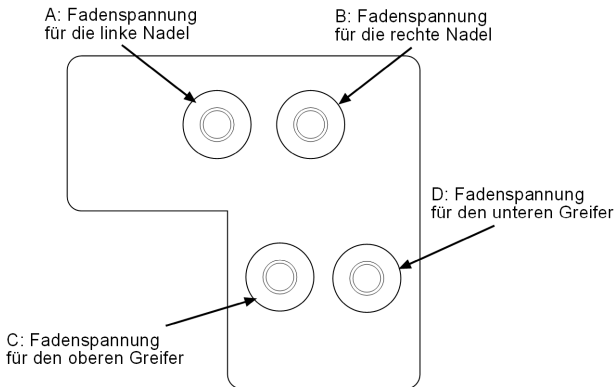 A: Fadenspannung
für die linke Nadel
B: Fadenspannung
für die rechte Nadel
D: Fadenspannung
für den unteren Greifer
C: Fadenspannung
für den oberen Greifer